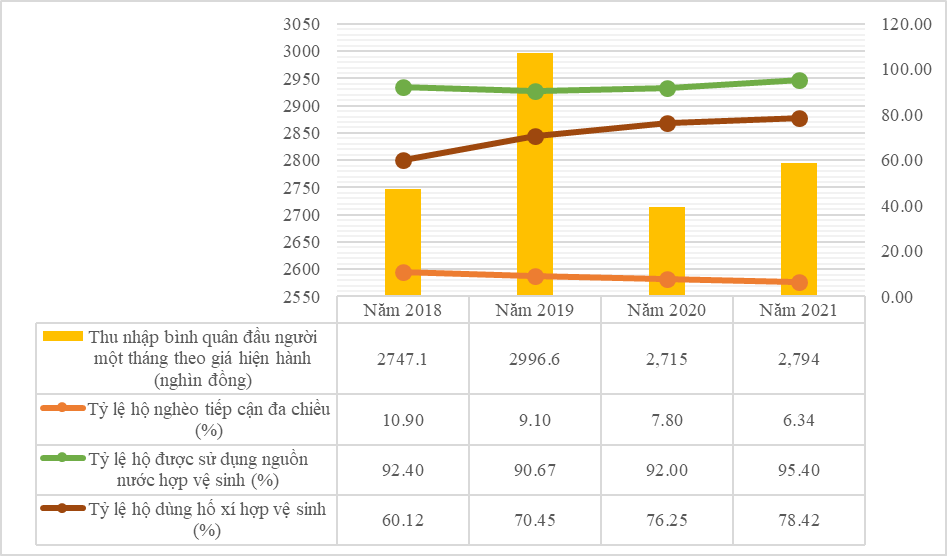 3050
3000
2950
2900
2850
2800
2750
2700
2650
2600
2550
120.00
100.00
80.00
60.00
40.00
20.00
0.00
Năm 2018 Năm 2019 Năm 2020 Năm 2021
Thu nhập bình quân đầu người
một tháng theo giá hiện hành
(nghìn đồng)
2747.1 2996.6 2,715 2,794
Tỷ lệ hộ nghèo tiếp cận đa chiều
(%)
10.90 9.10 7.80 6.34
Tỷ lệ hộ được sử dụng nguồn
nước hợp vệ sinh (%)
92.40 90.67 92.00 95.40
Tỷ lệ hộ dùng hố xí hợp vệ sinh
(%)
60.12 70.45 76.25 78.42